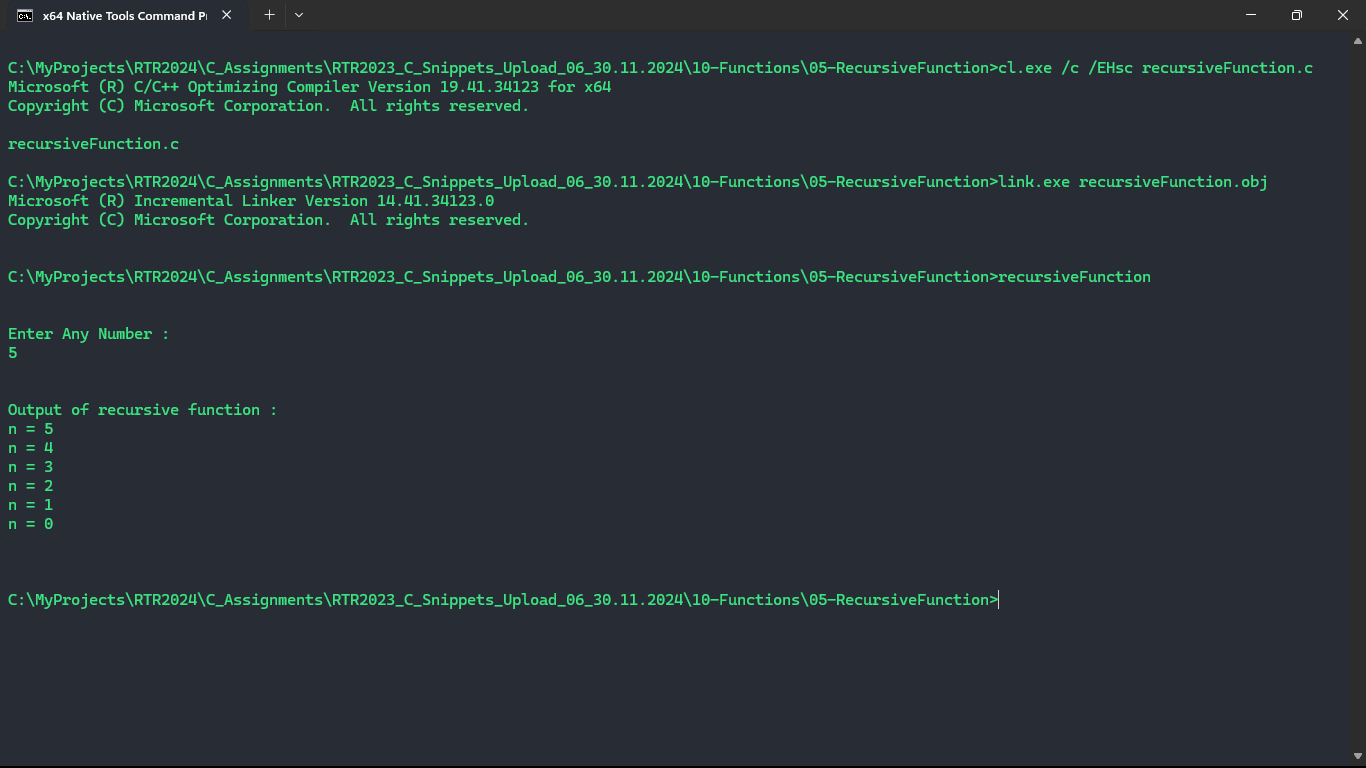 x64 Native Tools Command P
C:\MyProjects\RTR2024\C_Assignments\RTR2023_C_Snippets_Upload_06_30.11.2024\10-Functions\05-RecursiveFunction>cl.exe /c /EHsc recursiveFunction.c
Microsoft (R) C/C++ Optimizing Compiler Version 19.41.34123 for x64
Copyright (C) Microsoft Corporation.  All rights reserved.
recursiveFunction.c
C:\MyProjects\RTR2024\C_Assignments\RTR2023_C_Snippets_Upload_06_30.11.2024\10-Functions\05-RecursiveFunction>link.exe recursiveFunction.obj
Microsoft (R) Incremental Linker Version 14.41.34123.0
Copyright (C) Microsoft Corporation.  All rights reserved.
C:\MyProjects\RTR2024\C_Assignments\RTR2023_C_Snippets_Upload_06_30.11.2024\10-Functions\05-RecursiveFunction>recursiveFunction
Enter Any Number :
5
Output of recursive function :
n = 5
n = 4
n = 3
n = 2
n = 1
n = 0
C:\MyProjects\RTR2024\C_Assignments\RTR2023_C_Snippets_Upload_06_30.11.2024\10-Functions\05-RecursiveFunction>